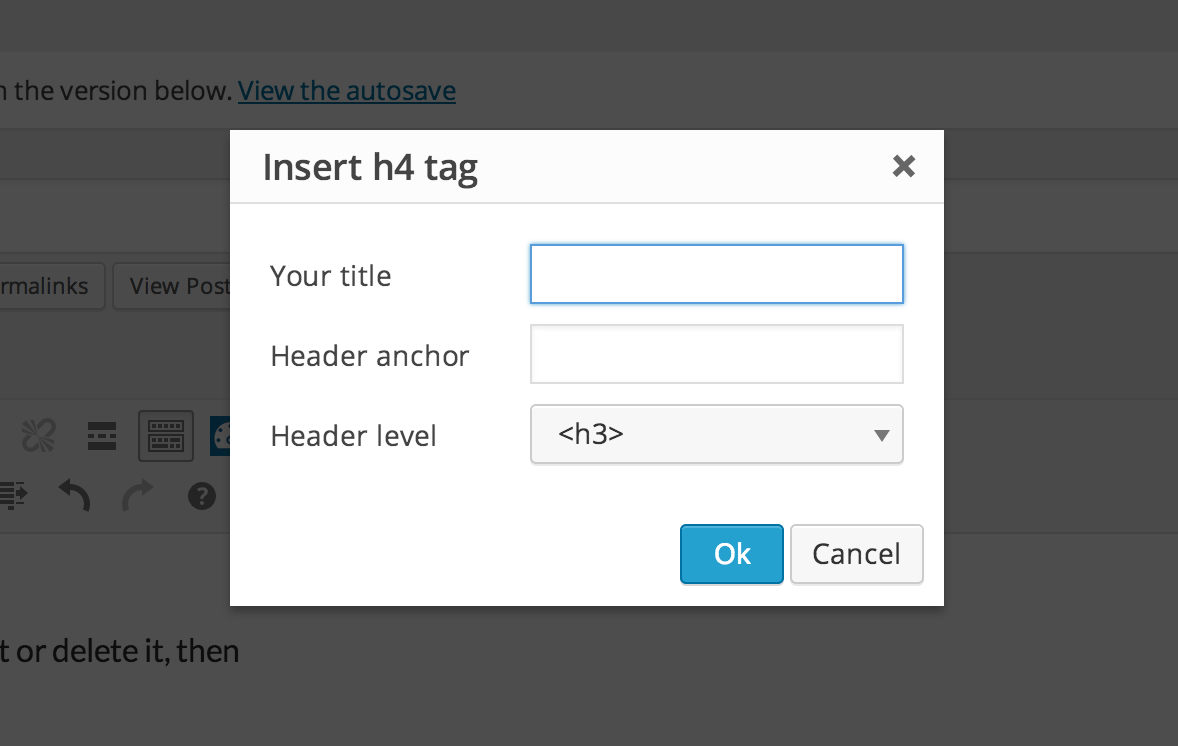 the version below. View the autosave
Insert h4 tag
Your title
View Post
Header anchor
Header level
<h3>
?
Ok
Cancel
or delete it, then